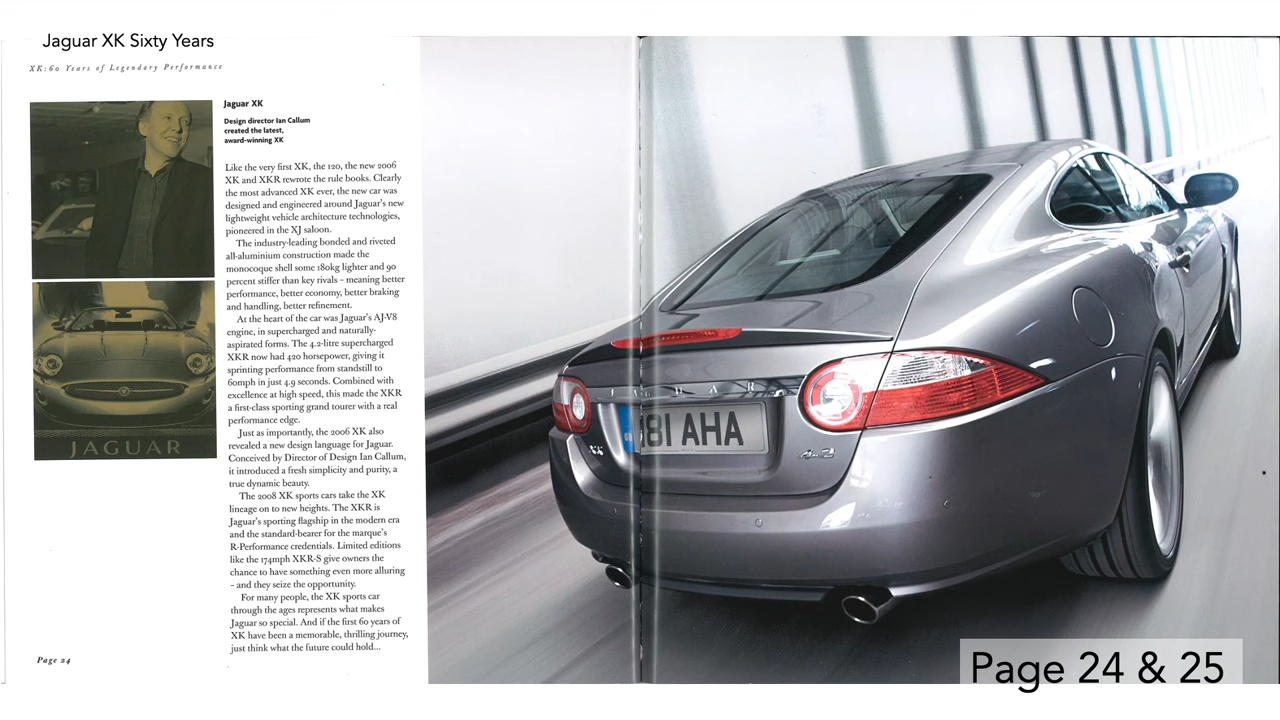 Jaguar XK Sixty Years
XK: 60 Years of Legendary Performance
Jaguar XK
Design director Ian Callum
created the latest,
award-winning XK
Like the very first XK, the 120, the new 2006
XK and XKR rewrote the rule books. Clearly
the most advanced XK ever, the new car was
designed and engineered around Jaguar's new
lightweight vehicle architecture technologies,
pioneered in the XJ saloon.
The industry-leading bonded and riveted
all-aluminium construction made the
monocoque shell some 180kg lighter and 90
percent stiffer than key rivals – meaning better
performance, better economy, better braking
and handling, better refinement.
At the heart of the car was Jaguar's AJ-V8
engine, in supercharged and naturally-
aspirated forms. The 4.2-litre supercharged
XKR now had 420 horsepower, giving it
sprinting performance from standstill to
60mph in just 4.9 seconds. Combined with
excellence at high speed, this made the XKR
a first-class sporting grand tourer with a real
performance edge.
Just as importantly, the 2006 XK also
revealed a new design language for Jaguar.
Conceived by Director of Design Ian Callum,
it introduced a fresh simplicity and purity, a
true dynamic beauty.
The 2008 XK sports cars take the XK
lineage on to new heights. The XKR is
Jaguar's sporting flagship in the modern era
and the standard-bearer for the marque's
R-Performance credentials. Limited editions
like the 174mph XKR-S give owners the
chance to have something even more alluring
– and they seize the opportunity.
For many people, the XK sports car
through the ages represents what makes
Jaguar so special. And if the first 60 years of
XK have been a memorable, thrilling journey,
just think what the future could hold...
JAGUAR
Page 24
JAGUAR
181 AHA
XK
4.2
Page 24 & 25